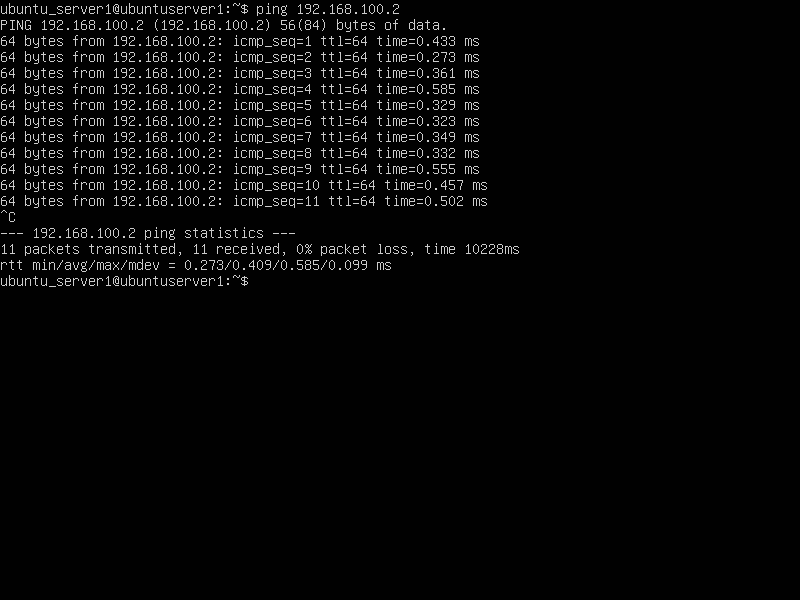 ubuntu_server1@ubuntuserver1:~$ ping 192.168.100.2
PING 192.168.100.2 (192.168.100.2) 56(84) bytes of data.
64 bytes from 192.168.100.2: icmp_seq=1 ttl=64 time=0.433 ms
64 bytes from 192.168.100.2: icmp_seq=2 ttl=64 time=0.273 ms
64 bytes from 192.168.100.2: icmp_seq=3 ttl=64 time=0.361 ms
64 bytes from 192.168.100.2: icmp_seq=4 ttl=64 time=0.585 ms
64 bytes from 192.168.100.2: icmp_seq=5 ttl=64 time=0.329 ms
64 bytes from 192.168.100.2: icmp_seq=6 ttl=64 time=0.323 ms
64 bytes from 192.168.100.2: icmp_seq=7 ttl=64 time=0.349 ms
64 bytes from 192.168.100.2: icmp_seq=8 ttl=64 time=0.332 ms
64 bytes from 192.168.100.2: icmp_seq=9 ttl=64 time=0.555 ms
64 bytes from 192.168.100.2: icmp_seq=10 ttl=64 time=0.457 ms
64 bytes from 192.168.100.2: icmp_seq=11 ttl=64 time=0.502 ms
^C
--- 192.168.100.2 ping statistics ---
11 packets transmitted, 11 received, 0% packet loss, time 10228ms
rtt min/avg/max/mdev = 0.273/0.409/0.585/0.099 ms
ubuntu_server1@ubuntuserver1:~$